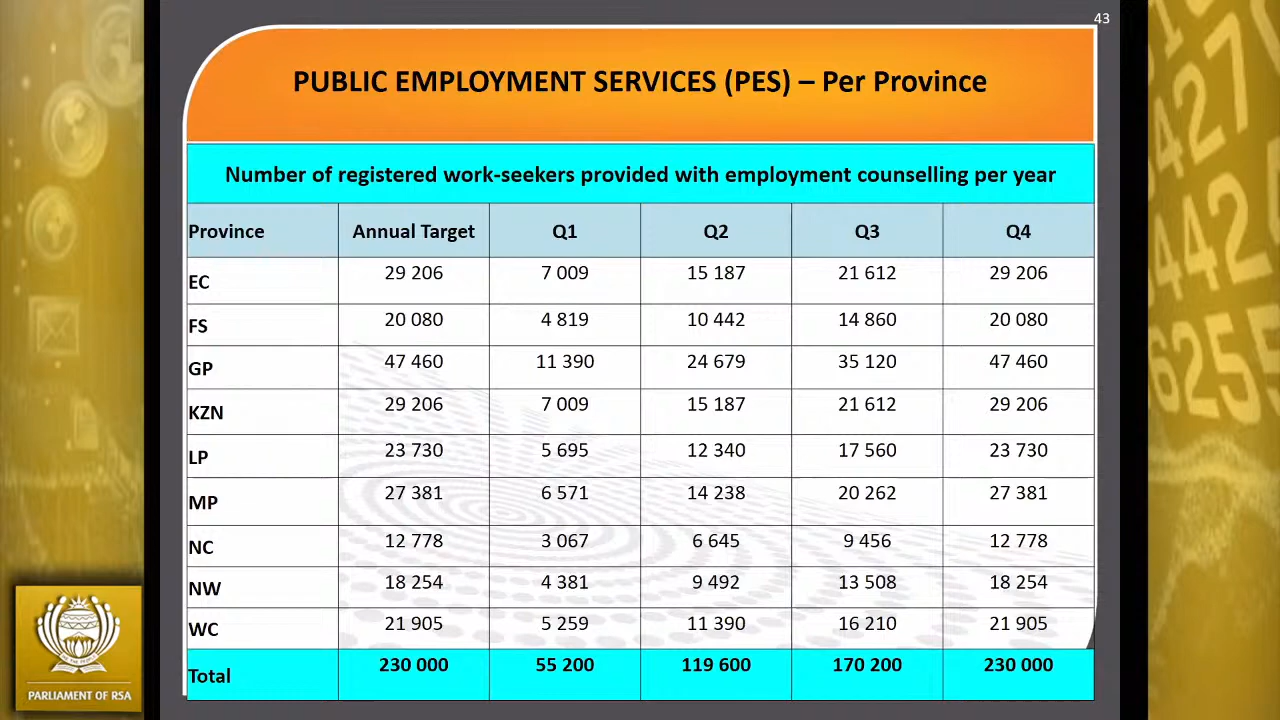 43
PUBLIC EMPLOYMENT SERVICES (PES) – Per Province
Number of registered work-seekers provided with employment counselling per year
Province Annual Target Q1 Q2 Q3 Q4
EC 29 206 7 009 15 187 21 612 29 206
FS 20 080 4 819 10 442 14 860 20 080
GP 47 460 11 390 24 679 35 120 47 460
KZN 29 206 7 009 15 187 21 612 29 206
LP 23 730 5 695 12 340 17 560 23 730
MP 27 381 6 571 14 238 20 262 27 381
NC 12 778 3 067 6 645 9 456 12 778
NW 18 254 4 381 9 492 13 508 18 254
WC 21 905 5 259 11 390 16 210 21 905
Total 230 000 55 200 119 600 170 200 230 000
PARLIAMENT OF RSA